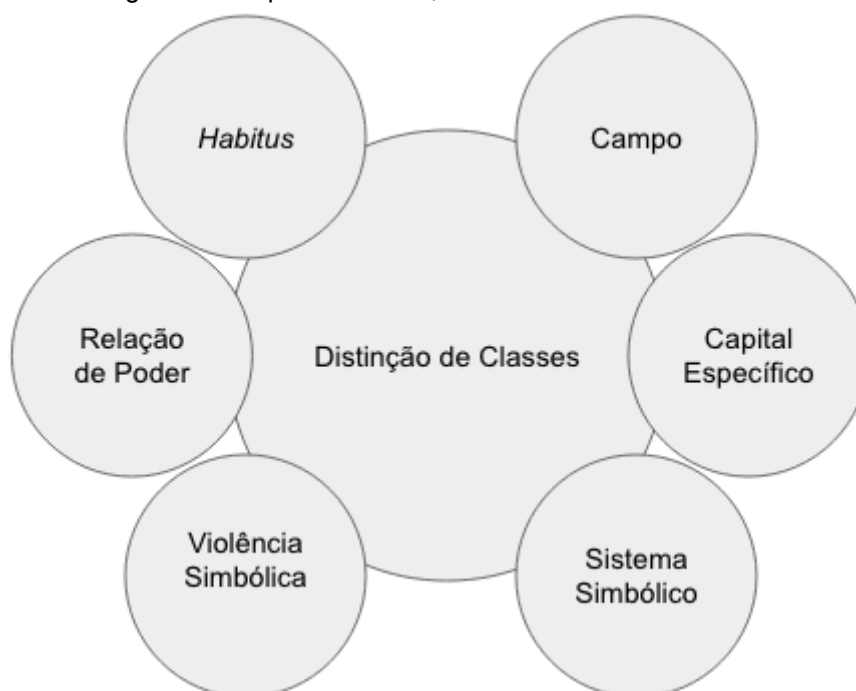 Habitus
Campo
Relação
de Poder
Distinção de Classes
Capital
Específico
Violência
Simbólica
Sistema
Simbólico